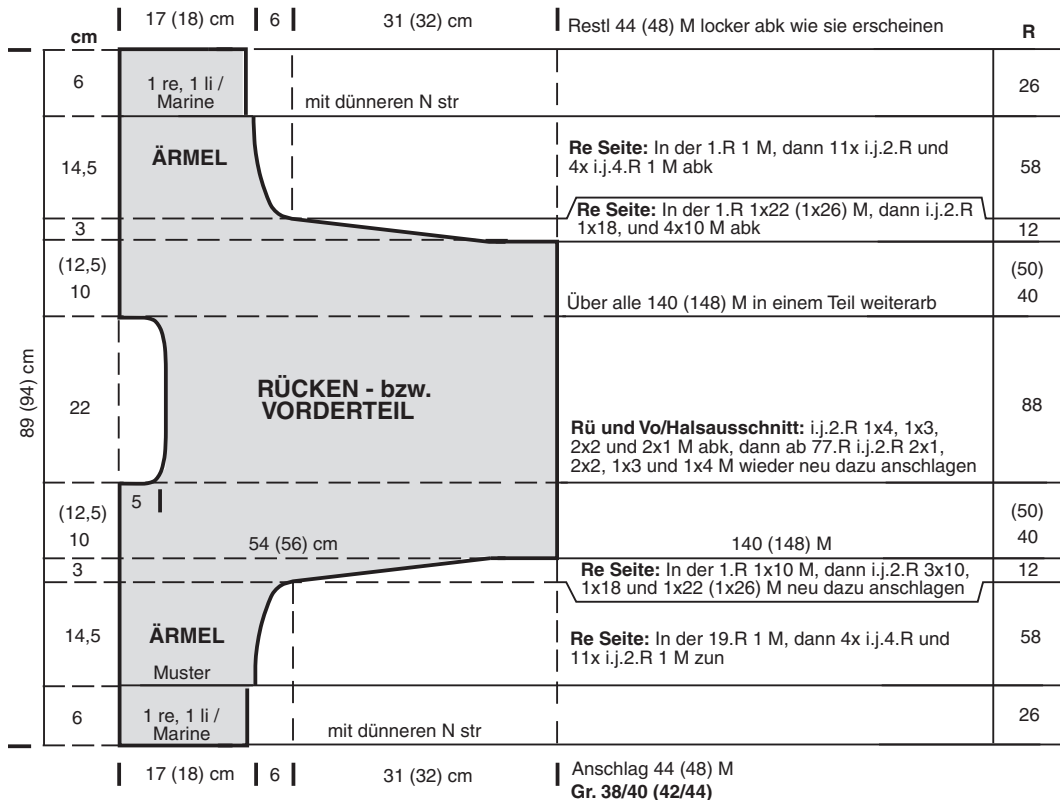 17 (18) cm 6 31 (32) cm Restl 44 (48) M locker abk wie sie erscheinen
cm R
6 1 re, 1 li / Marine mit dünneren N str 26
14,5 ÄRMEL 58
Re Seite: In der 1.R 1 M, dann 11x i.j.2.R und
4x i.j.4.R 1 M abk
Re Seite: In der 1.R 1x22 (1x26) M, dann i.j.2.R
1x18, und 4x10 M abk
3 12
(12,5) (50)
10 40
Über alle 140 (148) M in einem Teil weiterarb
89 (94) cm
22 88
RÜCKEN - bzw.
VORDERTEIL
Rü und Vo/Halsausschnitt: i.j.2.R 1x4, 1x3,
2x2 und 2x1 M abk, dann ab 77.R i.j.2.R 2x1,
2x2, 1x3 und 1x4 M wieder neu dazu anschlagen
5
(12,5) (50)
10 40
54 (56) cm 140 (148) M
3 12
Re Seite: In der 1.R 1x10 M, dann i.j.2.R 3x10,
1x18 und 1x22 (1x26) M neu dazu anschlagen
14,5 ÄRMEL 58
Re Seite: In der 19.R 1 M, dann 4x i.j.4.R und
11x i.j.2.R 1 M zun
Muster
6 1 re, 1 li / 26
Marine mit dünneren N str
17 (18) cm 6 31 (32) cm Anschlag 44 (48) M
Gr. 38/40 (42/44)